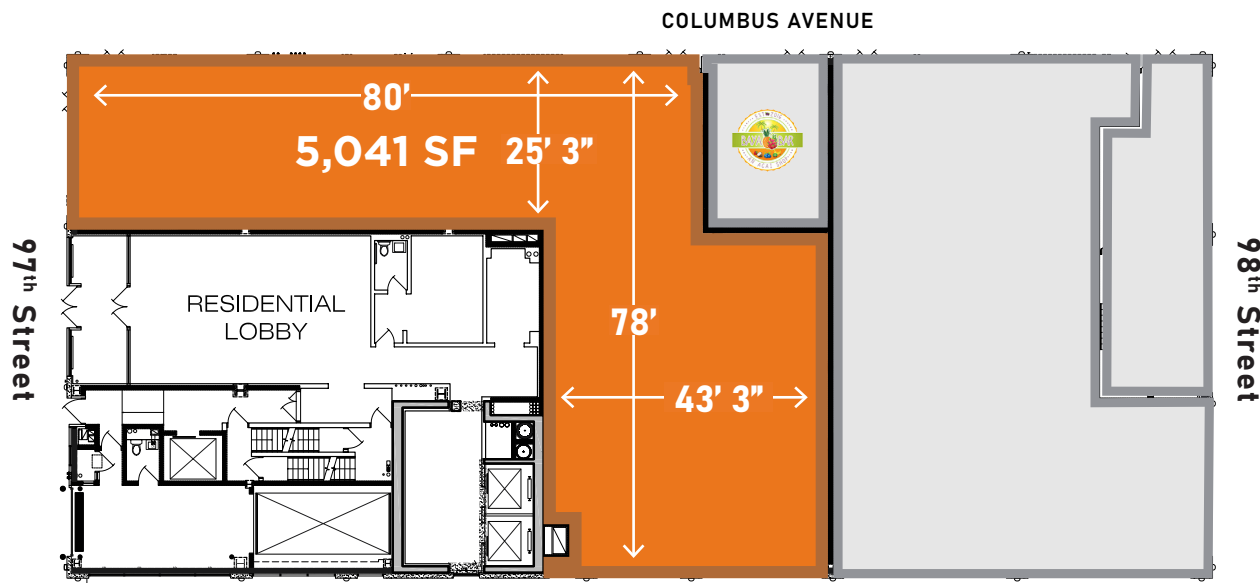 COLUMBUS AVENUE
80'
5,041 SF
25' 3"
97th Street
RESIDENTIAL
LOBBY
78'
43' 3"
98th Street